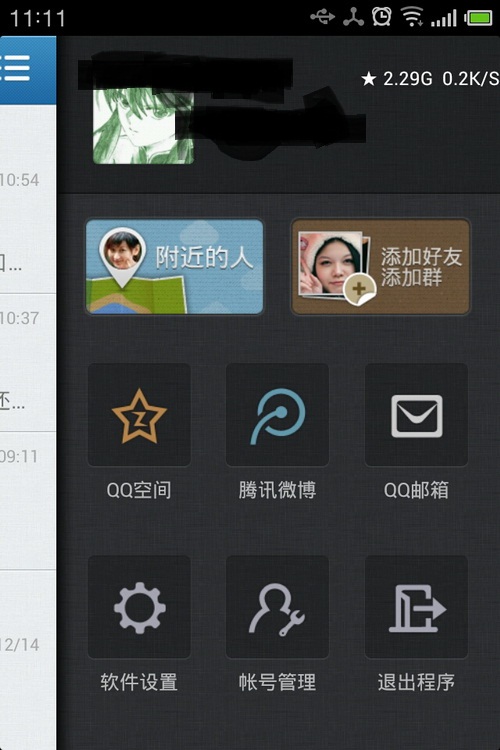 11:11
★ 2.29G 0.2K/S
10:54
10:37
09:11
12/14
附近的人
添加好友
添加群
QQ空间
腾讯微博
QQ邮箱
软件设置
帐号管理
退出程序